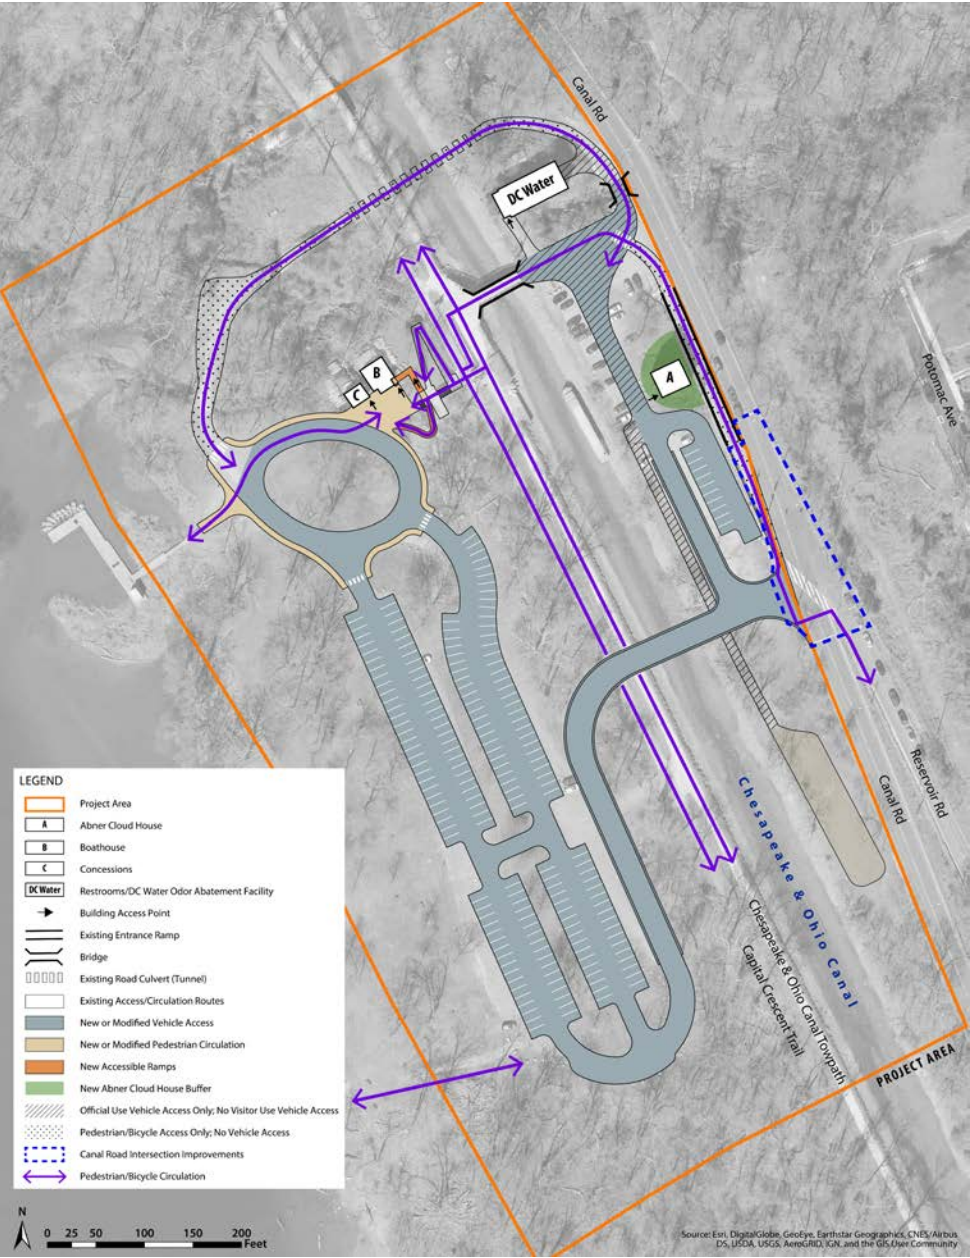 Canal Rd
DC Water
Potomac Ave
B
C
A
Reservoir Rd
Canal Rd
Chesapeake & Ohio Canal
Chesapeake & Ohio Canal Towpath
Capital Crescent Trail
PROJECT AREA
LEGEND
Project Area
A Abner Cloud House
B Boathouse
C Concessions
DC Water Restrooms/DC Water Odor Abatement Facility
Building Access Point
Existing Entrance Ramp
Bridge
Existing Road Culvert (Tunnel)
Existing Access/Circulation Routes
New or Modified Vehicle Access
New or Modified Pedestrian Circulation
New Accessible Ramps
New Abner Cloud House Buffer
Official Use Vehicle Access Only; No Visitor Use Vehicle Access
Pedestrian/Bicycle Access Only; No Vehicle Access
Canal Road Intersection Improvements
Pedestrian/Bicycle Circulation
N
0 25 50 100 150 200
Feet
Source: Esri, DigitalGlobe, GeoEye, Earthstar Geographics, CNES/Airbus
DS, USDA, USGS, AeroGRID, IGN, and the GIS User Community